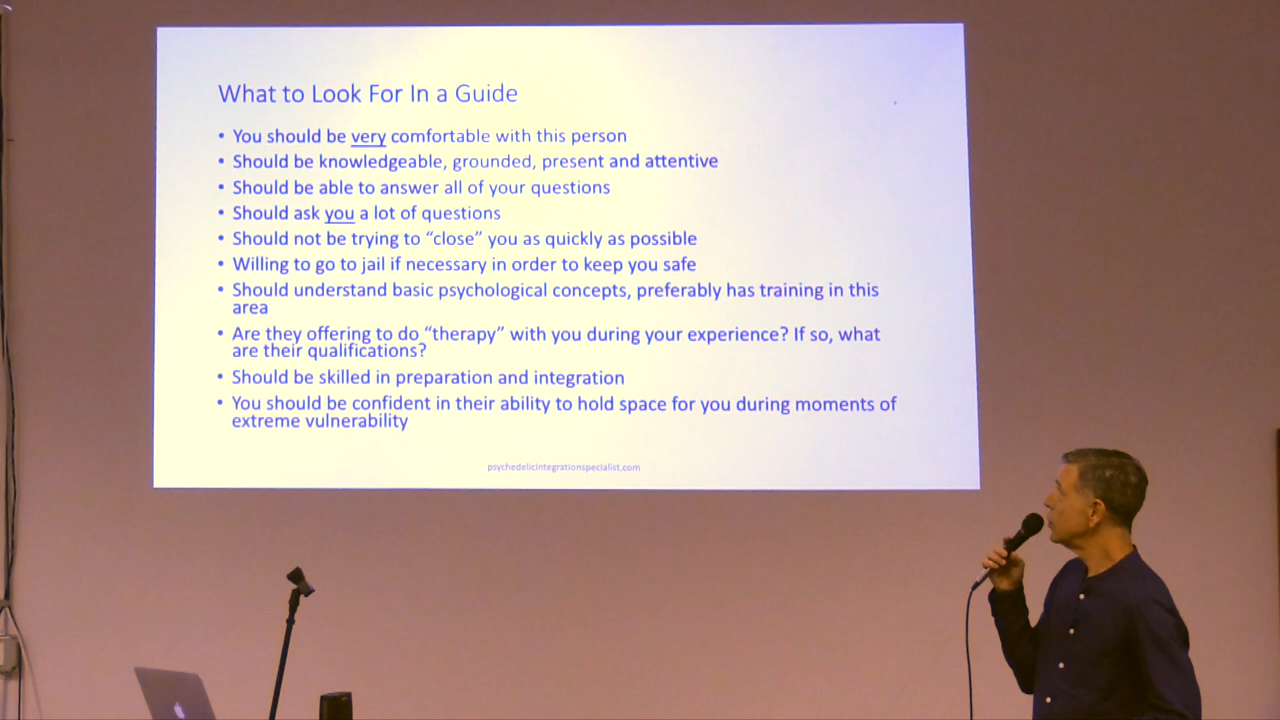 What to Look For In a Guide
• You should be very comfortable with this person
• Should be knowledgeable, grounded, present and attentive
• Should be able to answer all of your questions
• Should ask you a lot of questions
• Should not be trying to “close” you as quickly as possible
• Willing to go to jail if necessary in order to keep you safe
• Should understand basic psychological concepts, preferably has training in this
area
• Are they offering to do “therapy” with you during your experience? If so, what
are their qualifications?
• Should be skilled in preparation and integration
• You should be confident in their ability to hold space for you during moments of
extreme vulnerability
psychedelicintegrationspecialist.com